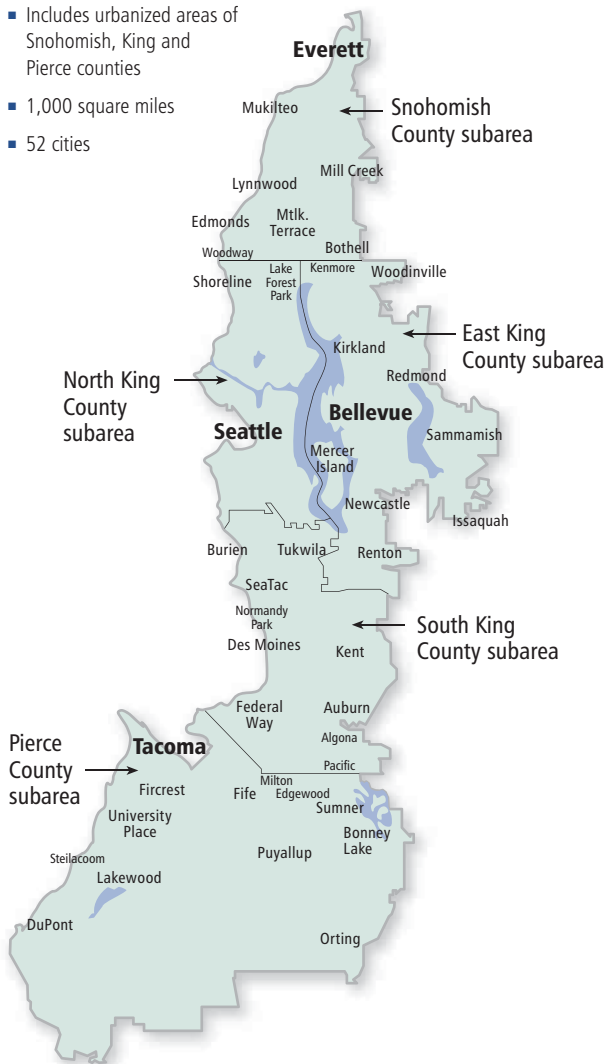 ▪ Includes urbanized areas of
Snohomish, King and
Pierce counties
▪ 1,000 square miles
▪ 52 cities
Everett
Mukilteo
Snohomish
County subarea
Mill Creek
Lynnwood
Edmonds
Mtlk.
Terrace
Bothell
Woodway
Shoreline
Lake
Forest
Park
Kenmore
Woodinville
East King
County subarea
Kirkland
Redmond
North King
County
subarea
Bellevue
Seattle
Sammamish
Mercer
Island
Newcastle
Issaquah
Burien
Tukwila
Renton
SeaTac
Normandy
Park
Des Moines
South King
County subarea
Kent
Federal
Way
Auburn
Algona
Pacific
Pierce
County
subarea
Tacoma
Fircrest
Fife
Milton
Edgewood
Sumner
University
Place
Bonney
Lake
Puyallup
Steilacoom
Lakewood
DuPont
Orting